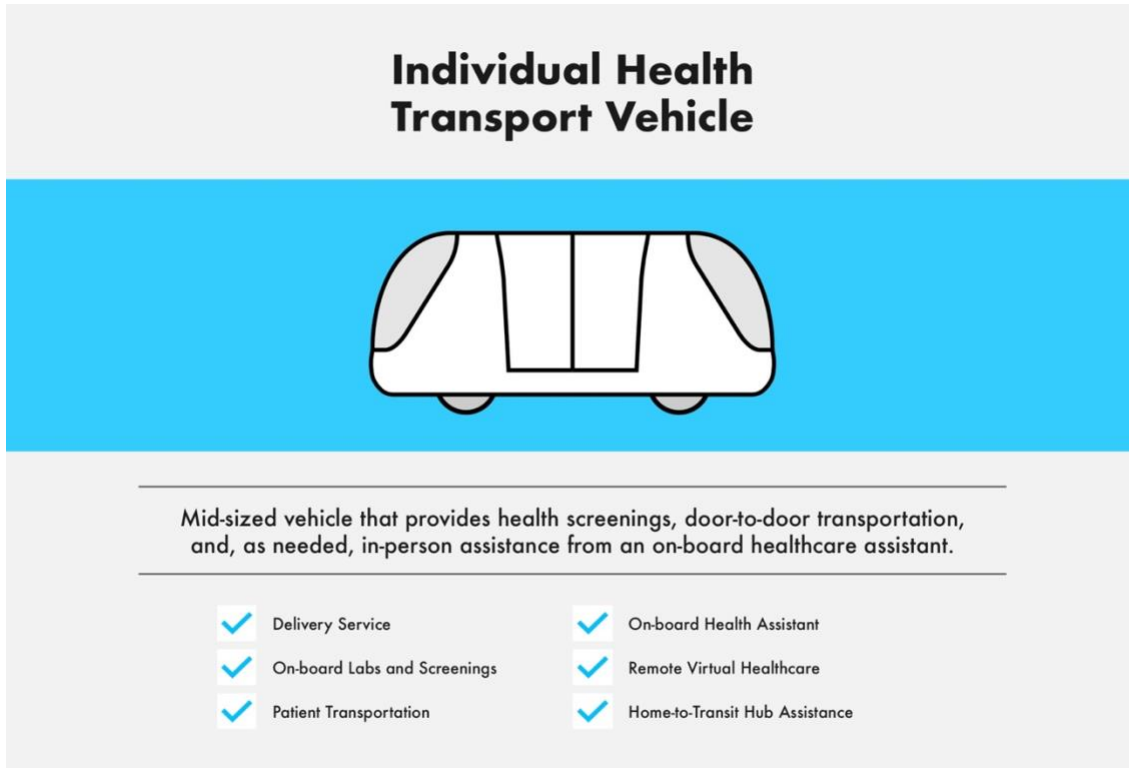 Individual Health
Transport Vehicle
Mid-sized vehicle that provides health screenings, door-to-door transportation,
and, as needed, in-person assistance from an on-board healthcare assistant.
Delivery Service
On-board Labs and Screenings
Patient Transportation
On-board Health Assistant
Remote Virtual Healthcare
Home-to-Transit Hub Assistance